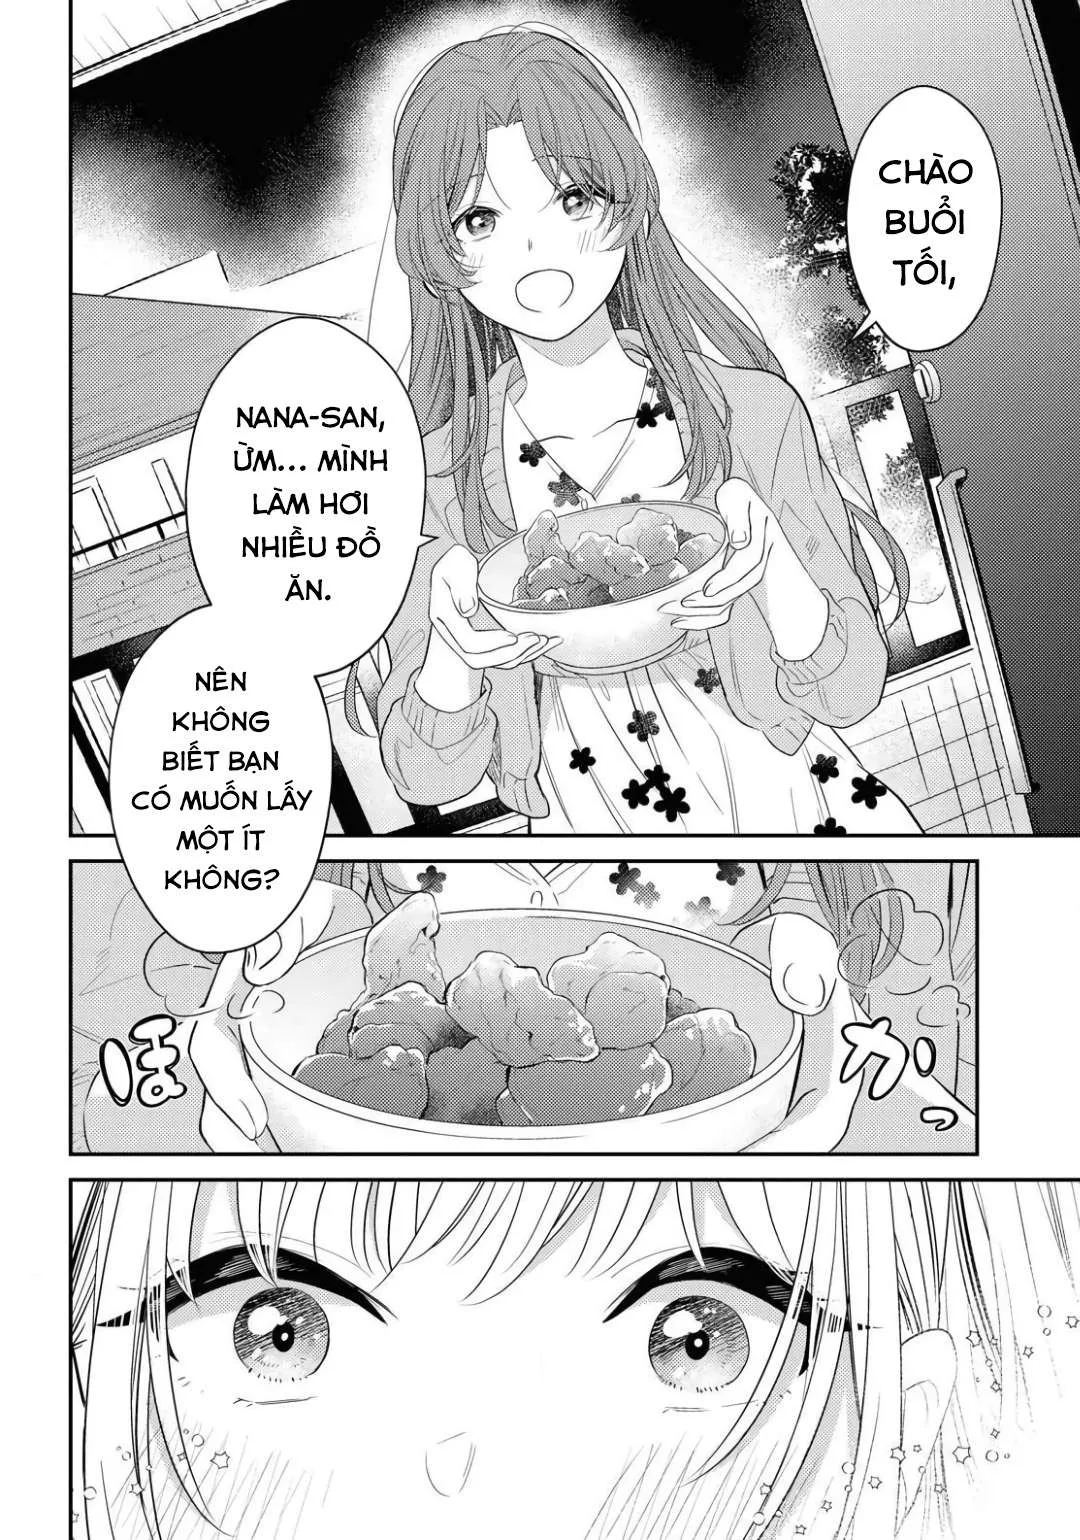 CHÀO
BUỔI
TỐI,
NANA-SAN,
ỪM... MÌNH
LÀM HƠI
NHIỀU ĐỒ
ĂN.
NÊN
KHÔNG
BIẾT BẠN
CÓ MUỐN LẤY
MỘT ÍT
KHÔNG?
ほ
かっ